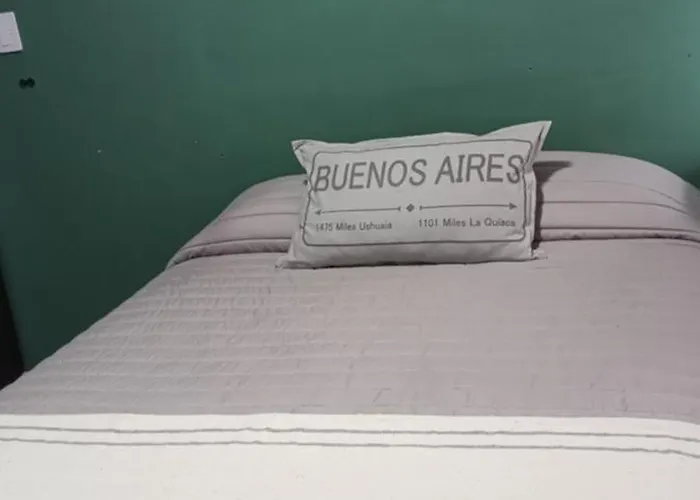 BUENOS AIRES
1475 Miles Ushuaia 1101 Miles La Quiaca